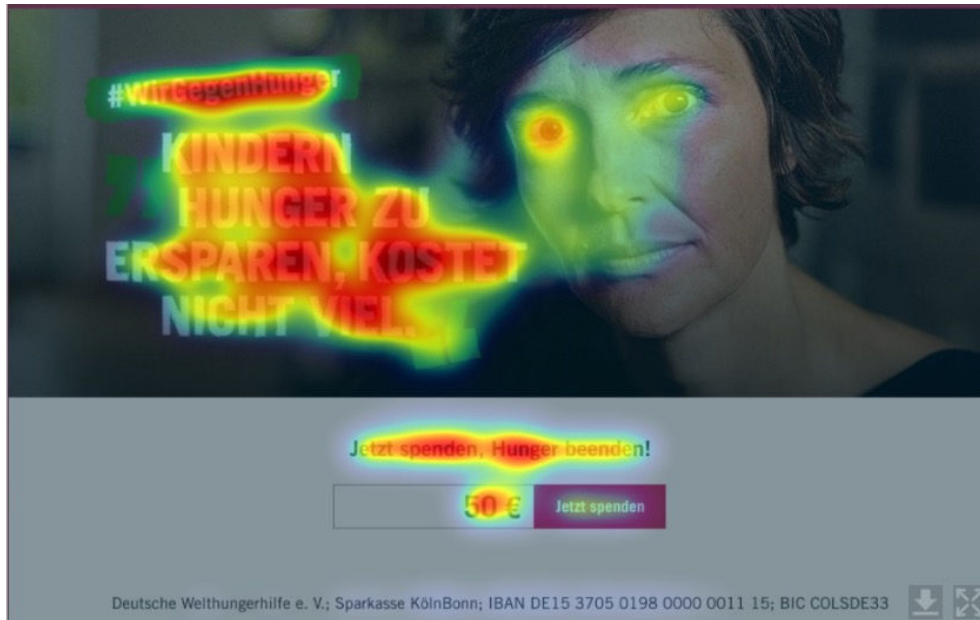 #WirGegenHunger
„KINDERN
HUNGER ZU
ERSPAREN, KOSTET
NICHT VIEL.“
Jetzt spenden, Hunger beenden!
50 €
Jetzt spenden
Deutsche Welthungerhilfe e. V.; Sparkasse KölnBonn; IBAN DE15 3705 0198 0000 0011 15; BIC COLSDE33